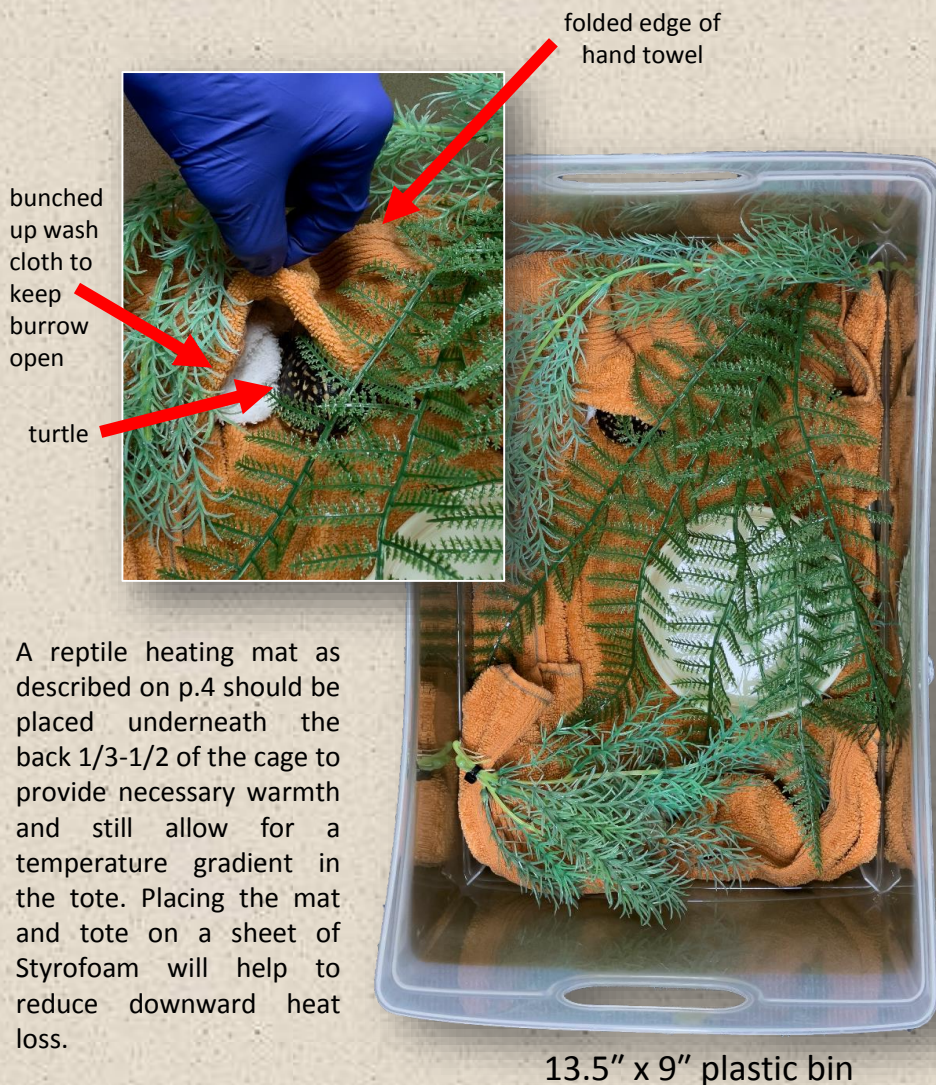 folded edge of
hand towel
bunched
up wash
cloth to
keep
burrow
open
turtle
A reptile heating mat as
described on p.4 should be
placed underneath the
back 1/3-1/2 of the cage to
provide necessary warmth
and still allow for a
temperature gradient in
the tote. Placing the mat
and tote on a sheet of
Styrofoam will help to
reduce downward heat
loss.
13.5″ x 9″ plastic bin